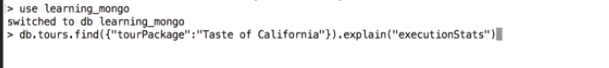 > use learning_mongo
switched to db learning_mongo
> db.tours.find({"tourPackage":"Taste of California"}).explain("executionStats")